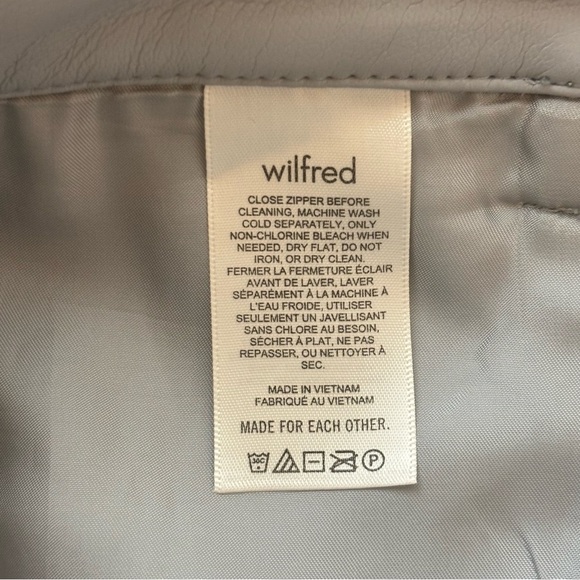 wilfred
CLOSE ZIPPER BEFORE
CLEANING, MACHINE WASH
COLD SEPARATELY, ONLY
NON-CHLORINE BLEACH WHEN
NEEDED, DRY FLAT, DO NOT
IRON, OR DRY CLEAN.
FERMER LA FERMETURE ÉCLAIR
AVANT DE LAVER, LAVER
SÉPARÉMENT À LA MACHINE À
L'EAU FROIDE, UTILISER
SEULEMENT UN JAVELLISANT
SANS CHLORE AU BESOIN,
SÉCHER À PLAT, NE PAS
REPASSER, OU NETTOYER À
SEC.
MADE IN VIETNAM
FABRIQUÉ AU VIETNAM
MADE FOR EACH OTHER.
30C P